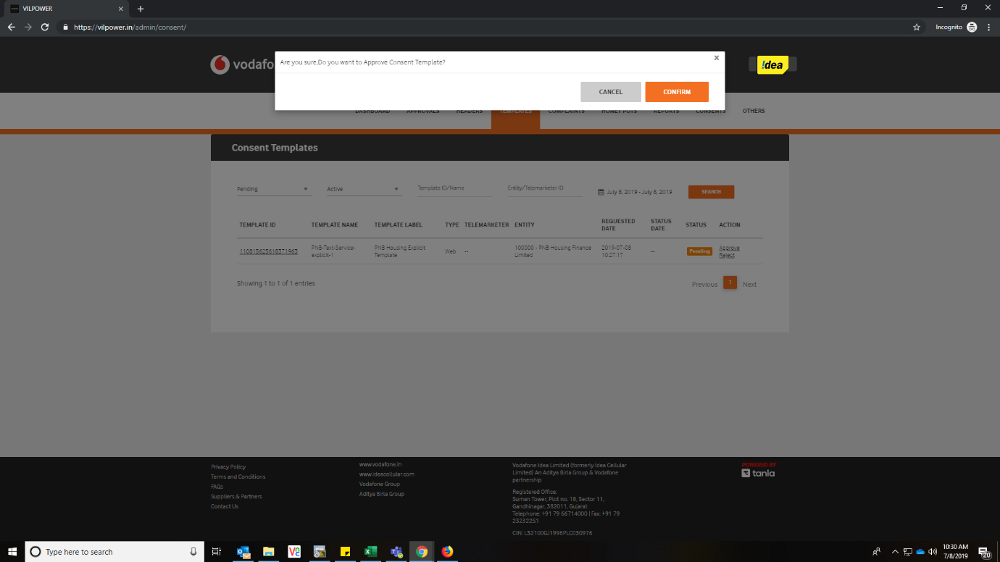 VILPOWER
https://vilpower.in/admin/consent/
Incognito
vodafo
Are you sure,Do you want to Approve Consent Template?
CANCEL
CONFIRM
!dea
DASHBOARD APPROVALS HEADERS TEMPLATES COMPLAINTS HONEY POTS REPORTS CONSENTS OTHERS
Consent Templates
Pending
Active
Template ID/Name
Entity/Telemarketer ID
July 8, 2019 - July 8, 2019
SEARCH
TEMPLATE ID TEMPLATE NAME TEMPLATE LABEL TYPE TELEMARKETER ENTITY REQUESTED DATE STATUS DATE STATUS ACTION
110815625618371963 PNB-Text-Service-explicit-1 PNB Housing Explicit Template Web -- 100000 - PNB Housing Finance Limited 2019-07-08 10:27:17 -- Pending Approve
Reject
Showing 1 to 1 of 1 entries
Previous 1 Next
Privacy Policy
Terms and Conditions
FAQs
Suppliers & Partners
Contact Us
www.vodafone.in
www.ideacellular.com
Vodafone Group
Aditya Birla Group
Vodafone Idea Limited (formerly Idea Cellular
Limited) An Aditya Birla Group & Vodafone
partnership
Registered Office:
Suman Tower, Plot no. 18, Sector 11,
Gandhinagar, 382011, Gujarat
Telephone: +91 79 66714000 | Fax: +91 79
23232251
CIN: L32100GJ1996PLC030976
POWERED BY
tanla
Type here to search
10:30 AM
7/8/2019
20